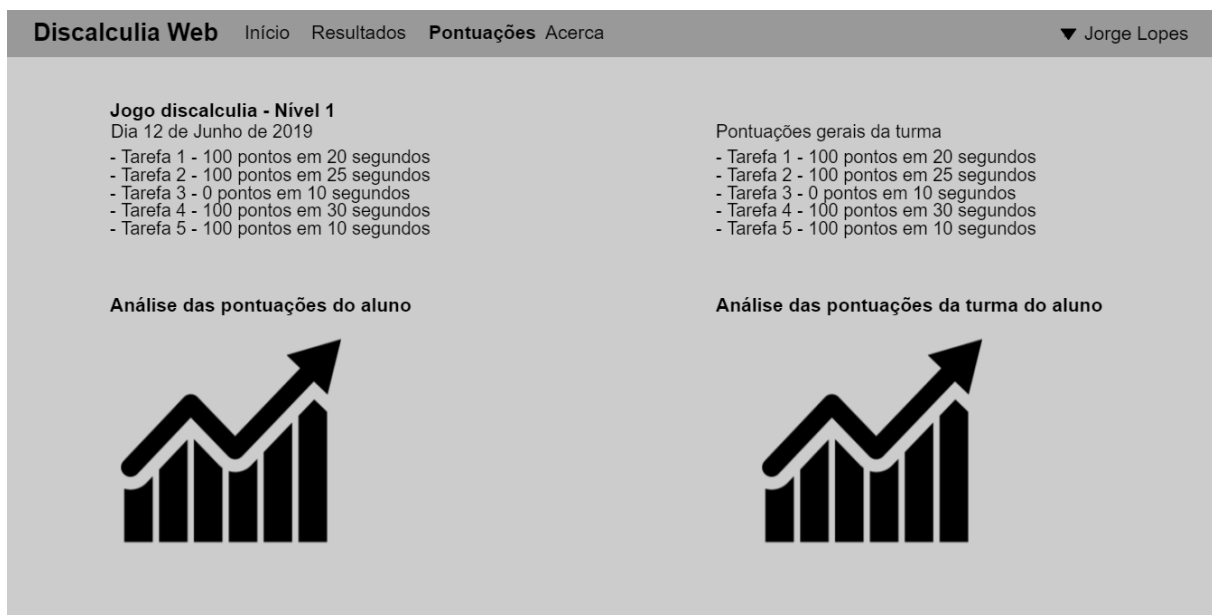 Discalculia Web Início Resultados Pontuações Acerca ▼ Jorge Lopes
Jogo discalculia - Nível 1
Dia 12 de Junho de 2019
- Tarefa 1 - 100 pontos em 20 segundos
- Tarefa 2 - 100 pontos em 25 segundos
- Tarefa 3 - 0 pontos em 10 segundos
- Tarefa 4 - 100 pontos em 30 segundos
- Tarefa 5 - 100 pontos em 10 segundos
Pontuações gerais da turma
- Tarefa 1 - 100 pontos em 20 segundos
- Tarefa 2 - 100 pontos em 25 segundos
- Tarefa 3 - 0 pontos em 10 segundos
- Tarefa 4 - 100 pontos em 30 segundos
- Tarefa 5 - 100 pontos em 10 segundos
Análise das pontuações do aluno
Análise das pontuações da turma do aluno